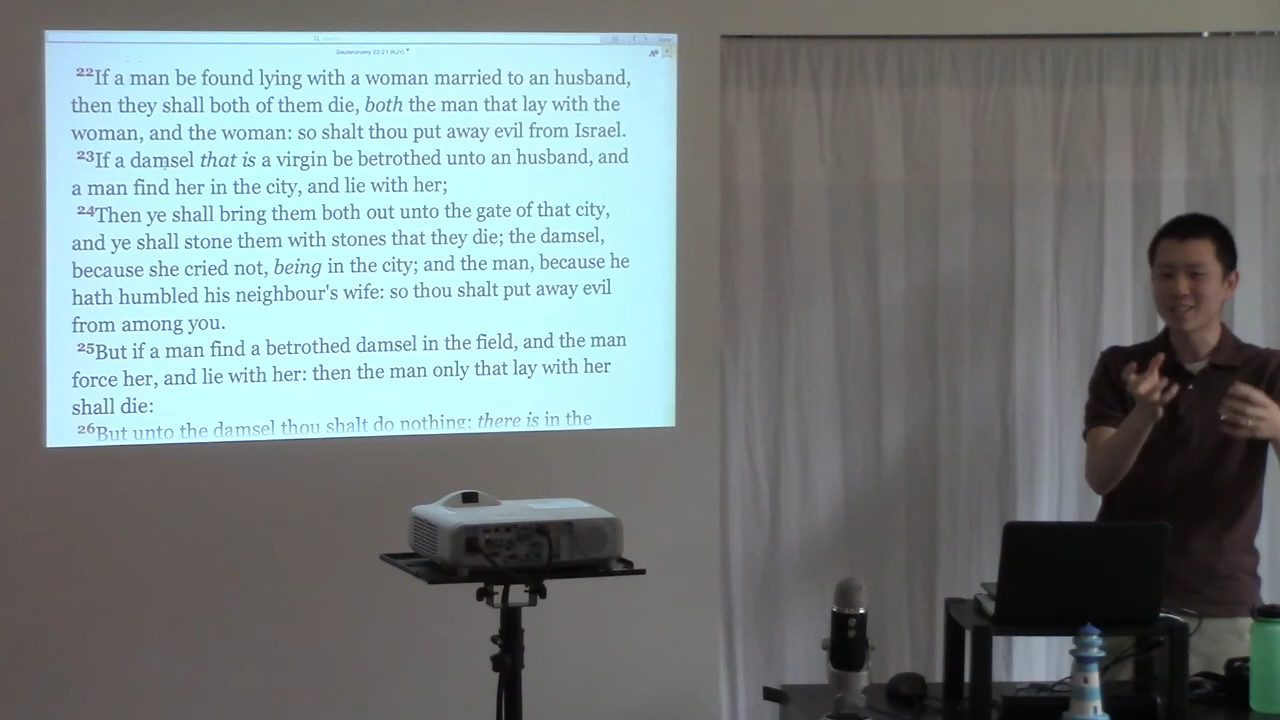 Deuteronomy 22:21 (KJV)
22If a man be found lying with a woman married to an husband,
then they shall both of them die, both the man that lay with the
woman, and the woman: so shalt thou put away evil from Israel.
23If a damsel that is a virgin be betrothed unto an husband, and
a man find her in the city, and lie with her;
24Then ye shall bring them both out unto the gate of that city,
and ye shall stone them with stones that they die; the damsel,
because she cried not, being in the city; and the man, because he
hath humbled his neighbour's wife: so thou shalt put away evil
from among you.
25But if a man find a betrothed damsel in the field, and the man
force her, and lie with her: then the man only that lay with her
shall die:
26But unto the damsel thou shalt do nothing; there is in the